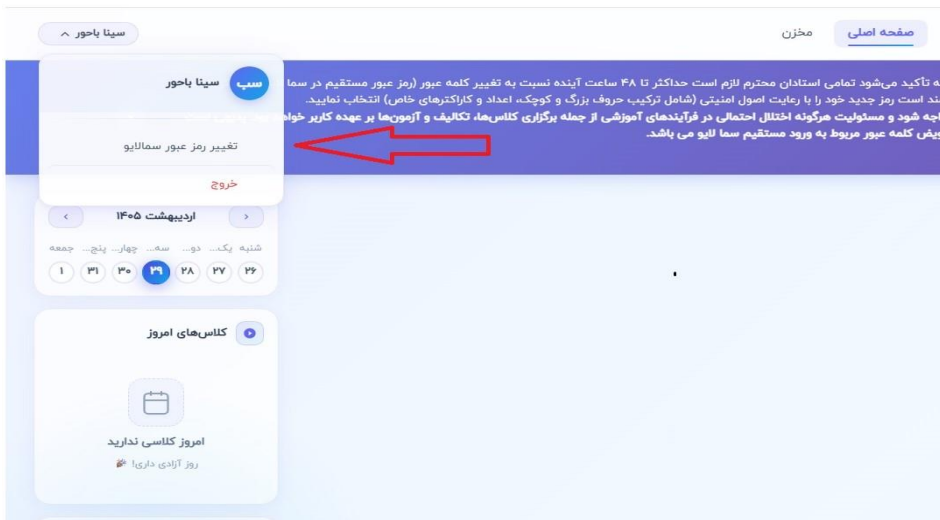 صفحه اصلی
مخزن
سینا باحور
سب
سینا باحور
تغییر رمز عبور سمالایو
خروج
ه تأکید می‌شود تمامی استادان محترم لازم است حداکثر تا ۴۸ ساعت آینده نسبت به تغییر کلمه عبور (رمز عبور مستقیم در سما
ند است رمز جدید خود را با رعایت اصول امنیتی (شامل ترکیب حروف بزرگ و کوچک، اعداد و کاراکترهای خاص) انتخاب نمایید.
اجه شود و مسئولیت هرگونه اختلال احتمالی در فرآیندهای آموزشی از جمله برگزاری کلاس‌ها، تکالیف و آزمون‌ها بر عهده کاربر
ویض کلمه عبور مربوط به ورود مستقیم سما لایو می باشد.
اردیبهشت ۱۴۰۵
شنبه یک... دو... سه... چهار... پنج... جمعه
۲۶ ۲۷ ۲۸ ۲۹ ۳۰ ۳۱ ۱
کلاس‌های امروز
امروز کلاسی ندارید
روز آزادی داری! 🎉